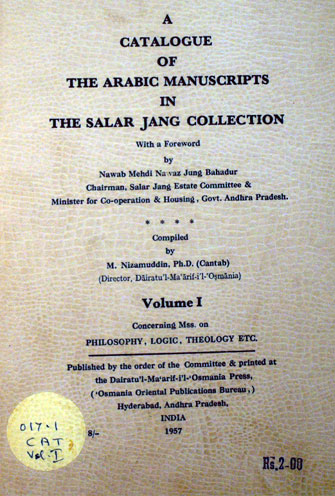 A
CATALOGUE
OF
THE ARABIC MANUSCRIPTS
IN
THE SALAR JANG COLLECTION
With a Foreword
by
Nawab Mehdi Nawaz Jung Bahadur
Chairman, Salar Jang Estate Committee &
Minister for Co-operation & Housing, Govt. Andhra Pradesh.
* * * *
Compiled
by
M. Nizamuddin, Ph.D. (Cantab)
(Director, Dāiratu'l-Ma'ārif-i'l-'Oṣmānia)
Volume I
Concerning Mss. on
PHILOSOPHY, LOGIC, THEOLOGY ETC.
Published by the order of the Committee & printed at
the Dairatu'l-Ma'arif-i'l-'Osmania Press,
('Osmania Oriental Publications Bureau,)
Hyderabad, Andhra Pradesh,
INDIA
8/- 1957
017.1
CAT
Vol. I
Rs.2-00